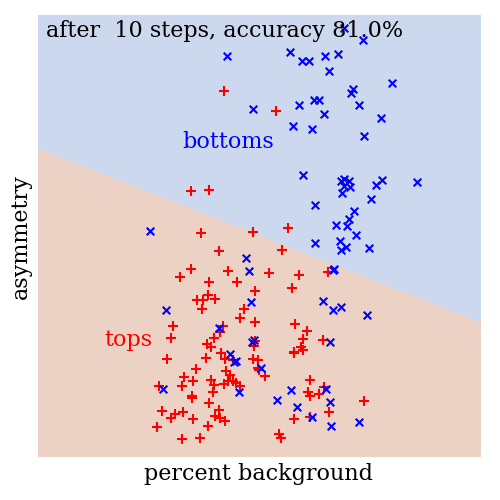 after  10 steps, accuracy 81.0%
bottoms
asymmetry
tops
percent background